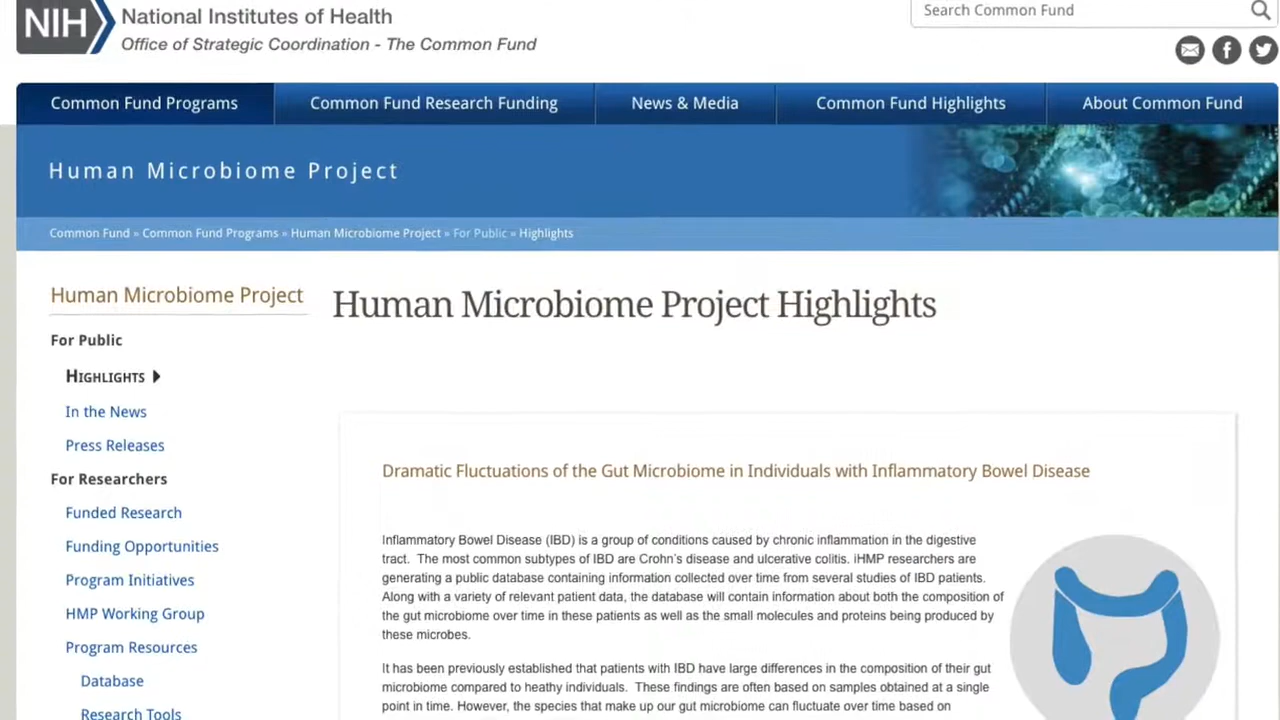 NIH
National Institutes of Health
Office of Strategic Coordination - The Common Fund
Search Common Fund
Common Fund Programs
Common Fund Research Funding
News & Media
Common Fund Highlights
About Common Fund
Human Microbiome Project
Common Fund » Common Fund Programs » Human Microbiome Project » For Public » Highlights
Human Microbiome Project
For Public
HIGHLIGHTS
In the News
Press Releases
For Researchers
Funded Research
Funding Opportunities
Program Initiatives
HMP Working Group
Program Resources
Database
Research Tools
Human Microbiome Project Highlights
Dramatic Fluctuations of the Gut Microbiome in Individuals with Inflammatory Bowel Disease
Inflammatory Bowel Disease (IBD) is a group of conditions caused by chronic inflammation in the digestive
tract. The most common subtypes of IBD are Crohn's disease and ulcerative colitis. iHMP researchers are
generating a public database containing information collected over time from several studies of IBD patients.
Along with a variety of relevant patient data, the database will contain information about both the composition of
the gut microbiome over time in these patients as well as the small molecules and proteins being produced by
these microbes.
It has been previously established that patients with IBD have large differences in the composition of their gut
microbiome compared to heathy individuals. These findings are often based on samples obtained at a single
point in time. However, the species that make up our gut microbiome can fluctuate over time based on